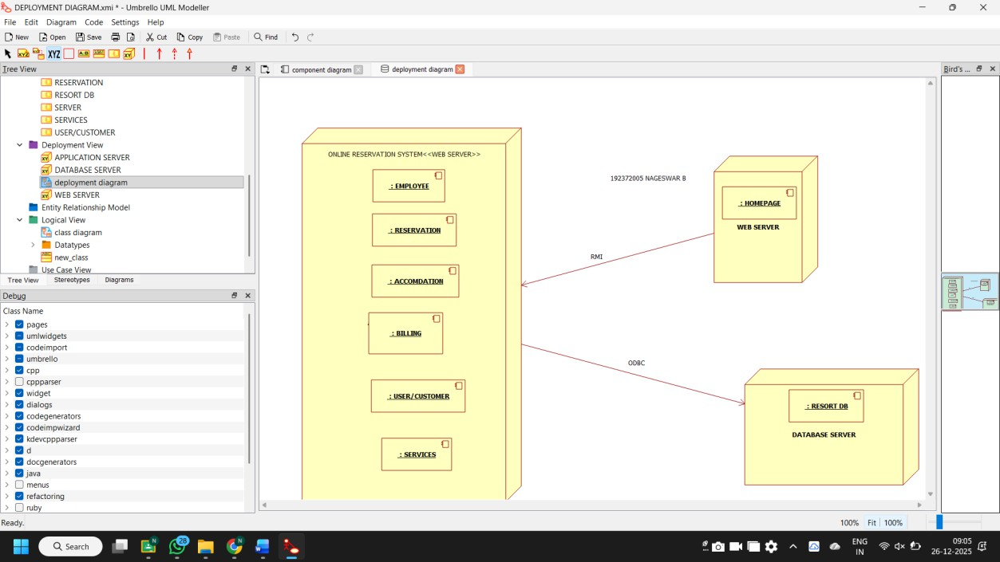 DEPLOYMENT DIAGRAM.xmi * - Umbrello UML Modeller
File Edit Diagram Code Settings Help
New Open Save Cut Copy Paste Find
XYZ
Tree View
component diagram
deployment diagram
Bird's ...
RESERVATION
RESORT DB
SERVER
SERVICES
USER/CUSTOMER
Deployment View
APPLICATION SERVER
DATABASE SERVER
deployment diagram
WEB SERVER
Entity Relationship Model
Logical View
class diagram
Datatypes
new_class
Use Case View
Tree View Stereotypes Diagrams
Debug
Class Name
pages
umlwidgets
codeimport
umbrello
cpp
cppparser
widget
dialogs
codegenerators
codeimpwizard
kdevcppparser
d
docgenerators
java
menus
refactoring
ruby
ONLINE RESERVATION SYSTEM<<WEB SERVER>>
: EMPLOYEE
: RESERVATION
: ACCOMDATION
: BILLING
: USER/CUSTOMER
: SERVICES
192372005 NAGESWAR B
: HOMEPAGE
WEB SERVER
RMI
ODBC
: RESORT DB
DATABASE SERVER
Ready.
100% Fit 100%
Search
N
28
N
ENG
IN
09:05
26-12-2025